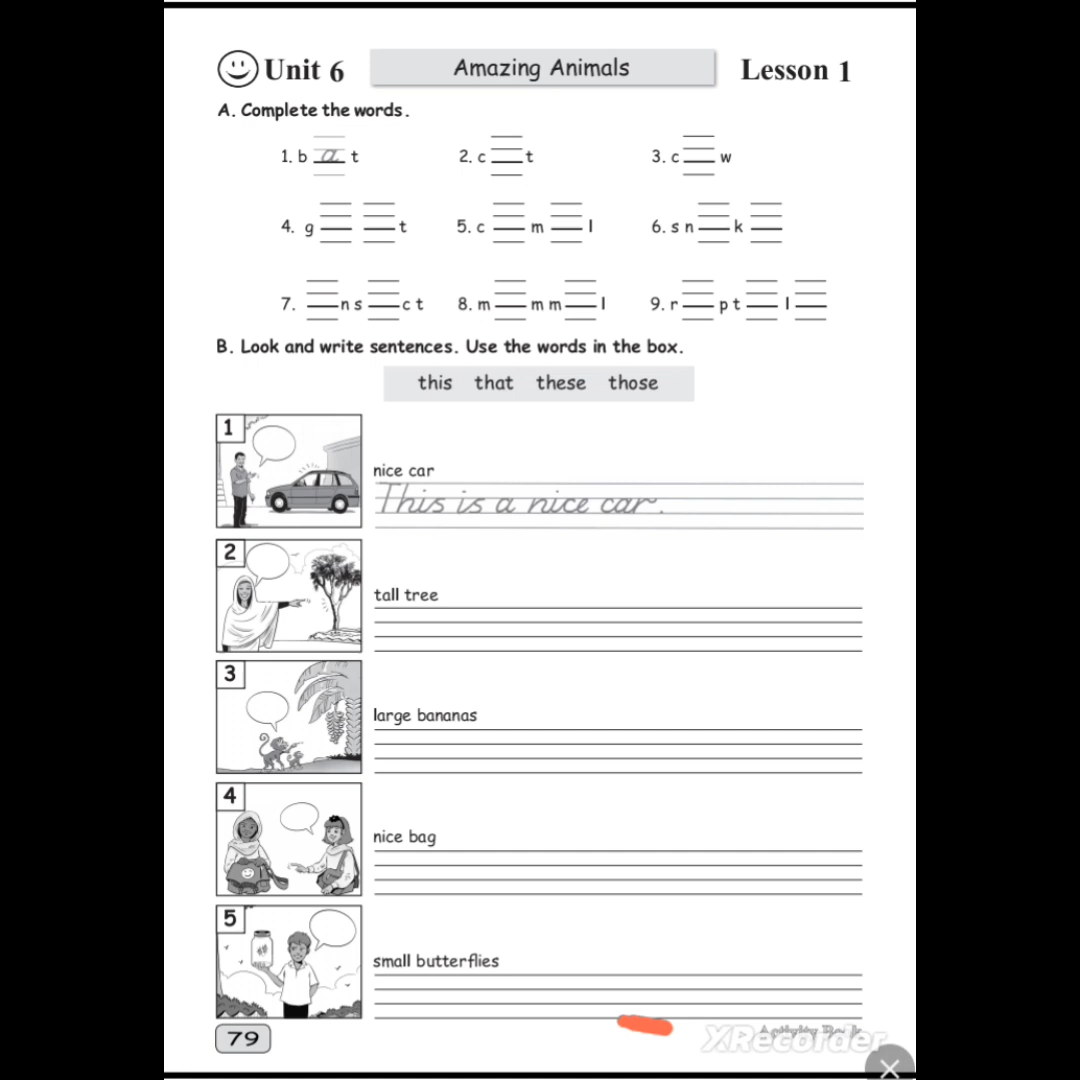 Unit 6 Amazing Animals Lesson 1
A. Complete the words.
1. b a t 2. c t 3. c w
4. g t 5. c m l 6. s n k
7. n s c t 8. m m m l 9. r p t l
B. Look and write sentences. Use the words in the box.
this that these those
1
nice car
This is a nice car.
2
tall tree
3
large bananas
4
nice bag
5
small butterflies
79 Activity Book
XRecorder